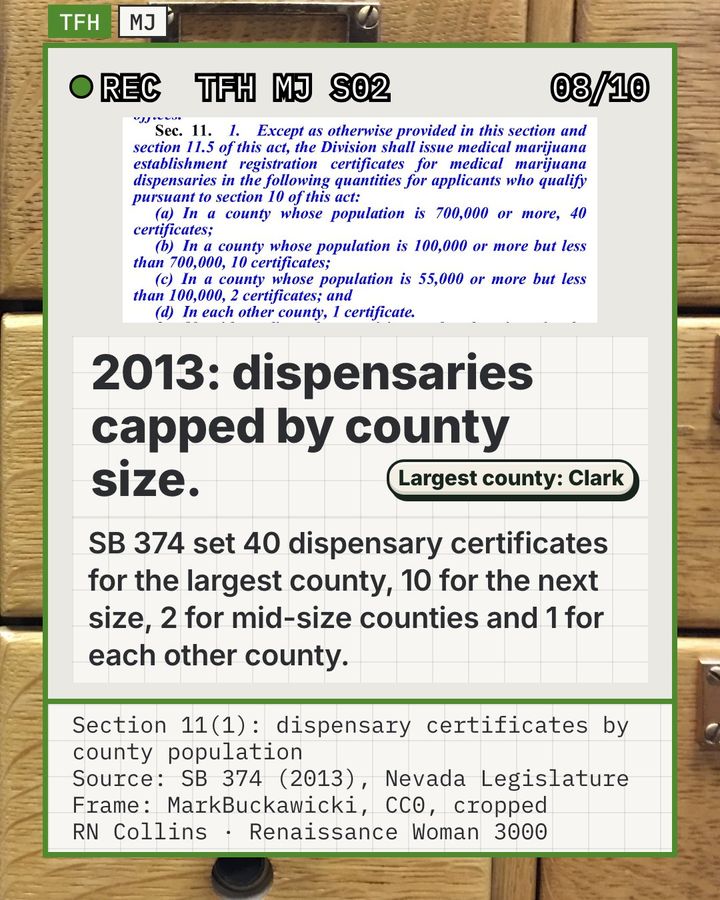 TFH MJ
REC TFH MJ S02 08/10
offices.
Sec. 11. 1. Except as otherwise provided in this section and
section 11.5 of this act, the Division shall issue medical marijuana
establishment registration certificates for medical marijuana
dispensaries in the following quantities for applicants who qualify
pursuant to section 10 of this act:
(a) In a county whose population is 700,000 or more, 40
certificates;
(b) In a county whose population is 100,000 or more but less
than 700,000, 10 certificates;
(c) In a county whose population is 55,000 or more but less
than 100,000, 2 certificates; and
(d) In each other county, 1 certificate.
2013: dispensaries
capped by county
size.
Largest county: Clark
SB 374 set 40 dispensary certificates
for the largest county, 10 for the next
size, 2 for mid-size counties and 1 for
each other county.
Section 11(1): dispensary certificates by
county population
Source: SB 374 (2013), Nevada Legislature
Frame: MarkBuckawicki, CC0, cropped
RN Collins · Renaissance Woman 3000